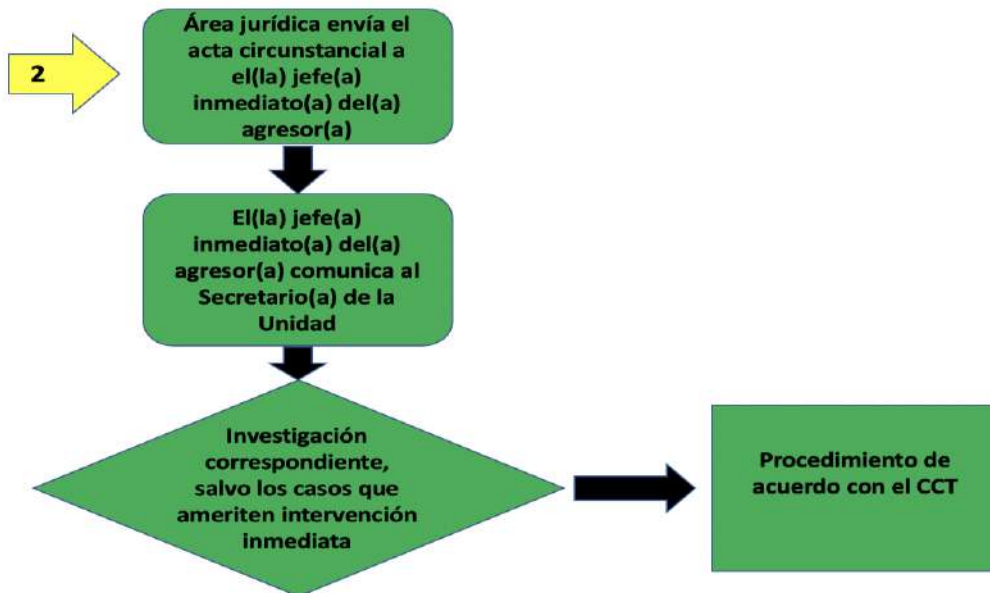 2
Área jurídica envía el
acta circunstancial a
el(la) jefe(a)
inmediato(a) del(a)
agresor(a)
El(la) jefe(a)
inmediato(a) del(a)
agresor(a) comunica al
Secretario(a) de la
Unidad
Investigación
correspondiente,
salvo los casos que
ameriten intervención
inmediata
Procedimiento de
acuerdo con el CCT